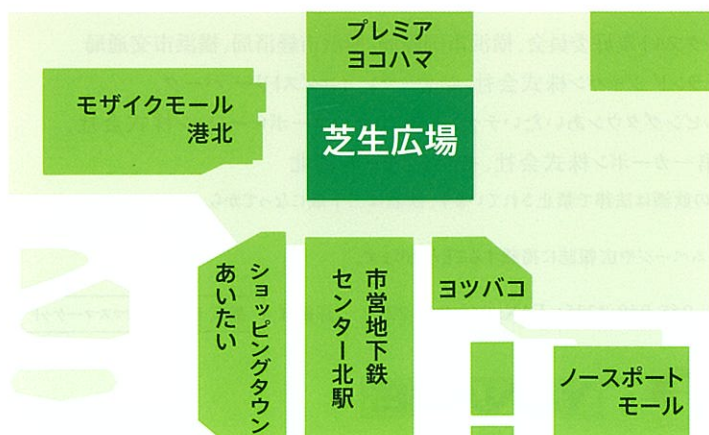 プレミア
ヨコハマ
モザイクモール
港北
芝生広場
ショッピングタウン
あいたい
市営地下鉄
センター北駅
ヨツバコ
ノースポート
モール